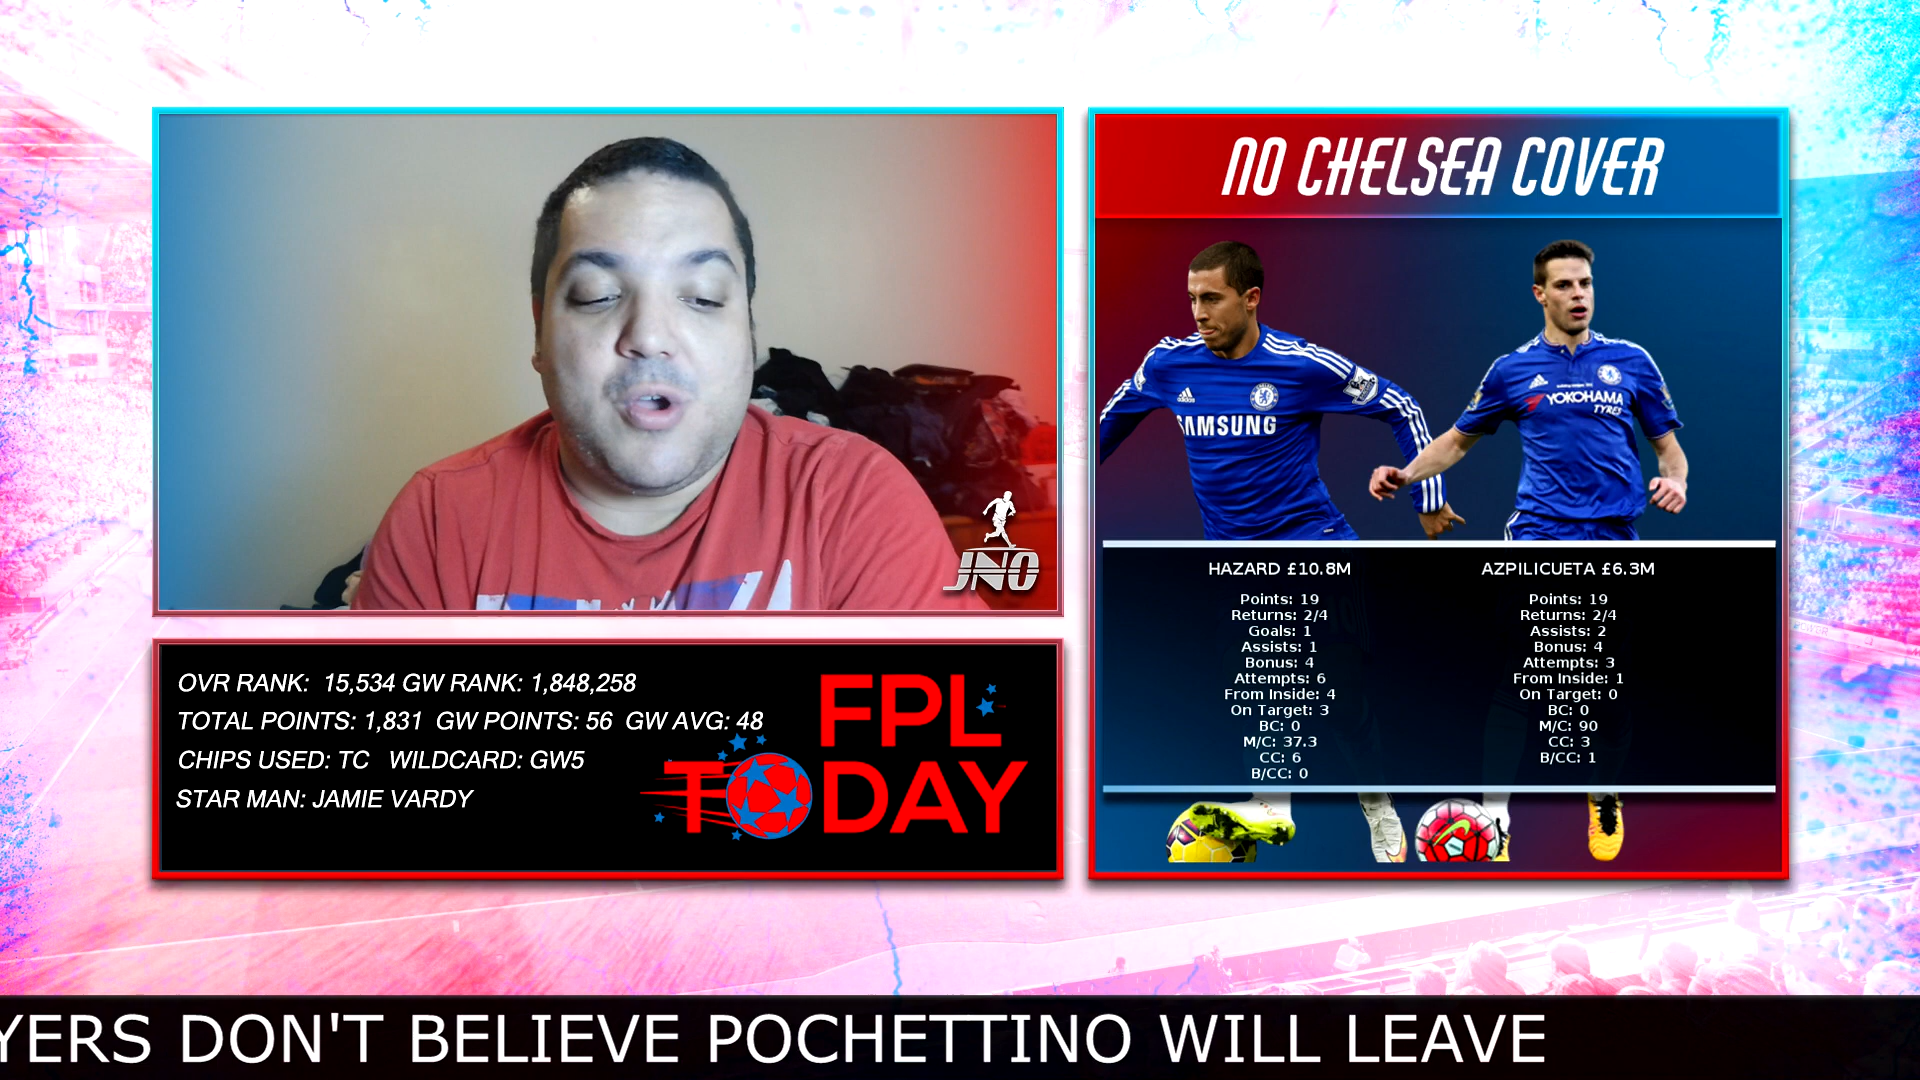 NO CHELSEA COVER
SAMSUNG
YOKOHAMA
TYRES
HAZARD £10.8M
Points: 19
Returns: 2/4
Goals: 1
Assists: 1
Bonus: 4
Attempts: 6
From Inside: 4
On Target: 3
BC: 0
M/C: 37.3
CC: 6
B/CC: 0
AZPILICUETA £6.3M
Points: 19
Returns: 2/4
Assists: 2
Bonus: 4
Attempts: 3
From Inside: 1
On Target: 0
BC: 0
M/C: 90
CC: 3
B/CC: 1
JNO
OVR RANK: 15,534 GW RANK: 1,848,258
TOTAL POINTS: 1,831 GW POINTS: 56 GW AVG: 48
CHIPS USED: TC WILDCARD: GW5
STAR MAN: JAMIE VARDY
FPL
TODAY
YERS DON'T BELIEVE POCHETTINO WILL LEAVE